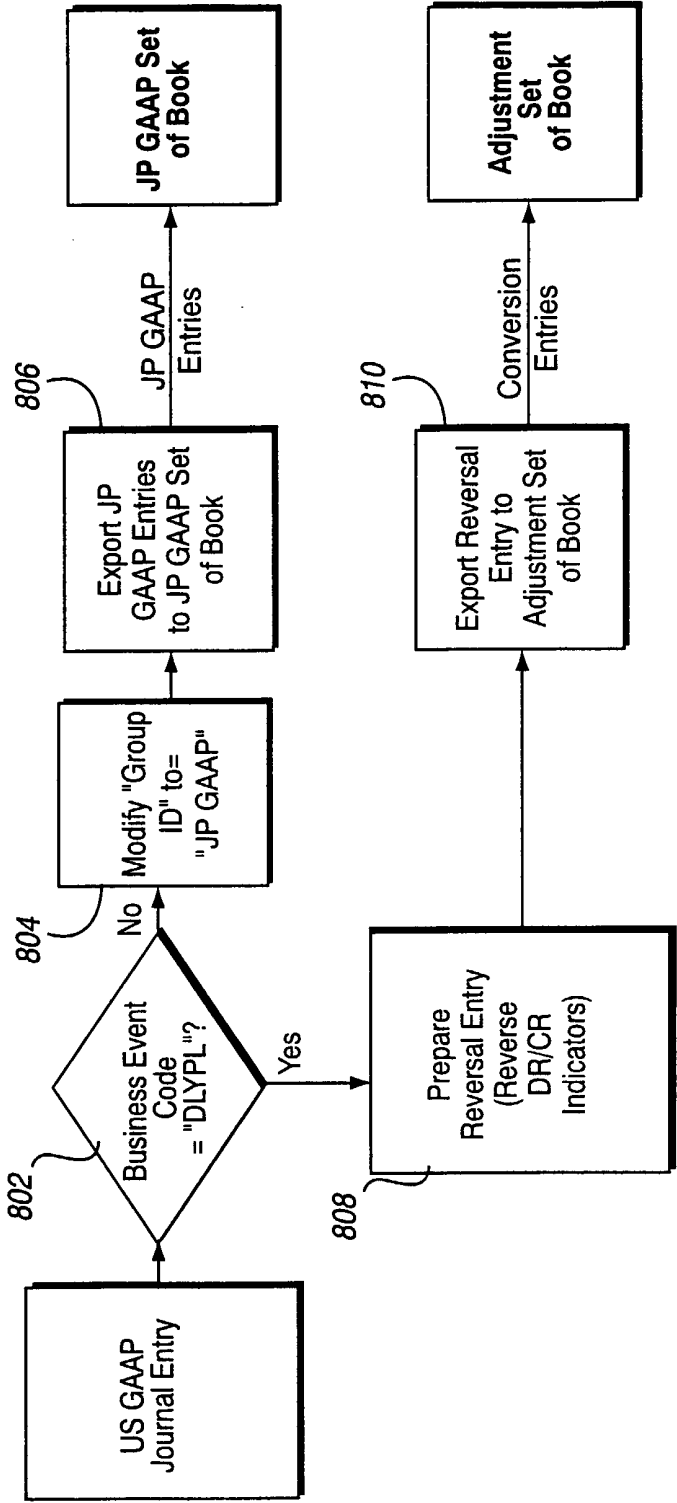 US GAAP
Journal Entry
802
Business Event
Code
= "DLYPL"?
No
804
Modify "Group
ID" to=
"JP GAAP"
806
Export JP
GAAP Entries
to JP GAAP Set
of Book
JP GAAP
Entries
JP GAAP Set
of Book
Yes
808
Prepare
Reversal Entry
(Reverse
DR/CR
Indicators)
810
Export Reversal
Entry to
Adjustment Set
of Book
Conversion
Entries
Adjustment
Set
of Book